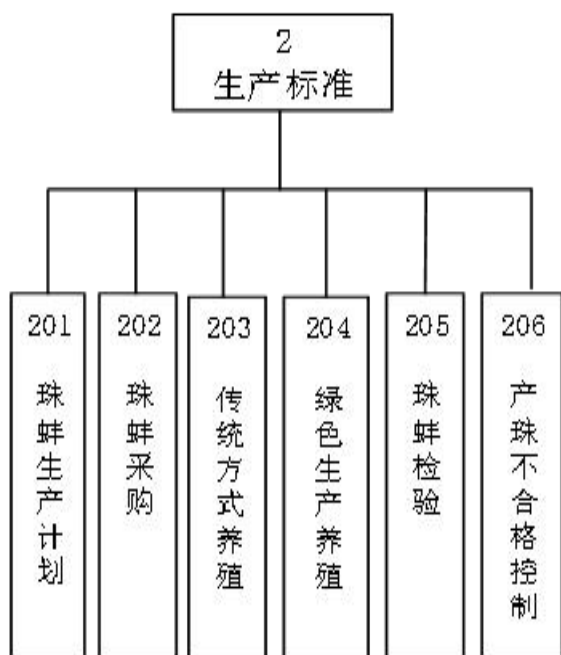 2
生产标准
201
珠蚌生产计划
202
珠蚌采购
203
传统方式养殖
204
绿色生产养殖
205
珠蚌检验
206
产珠不合格控制